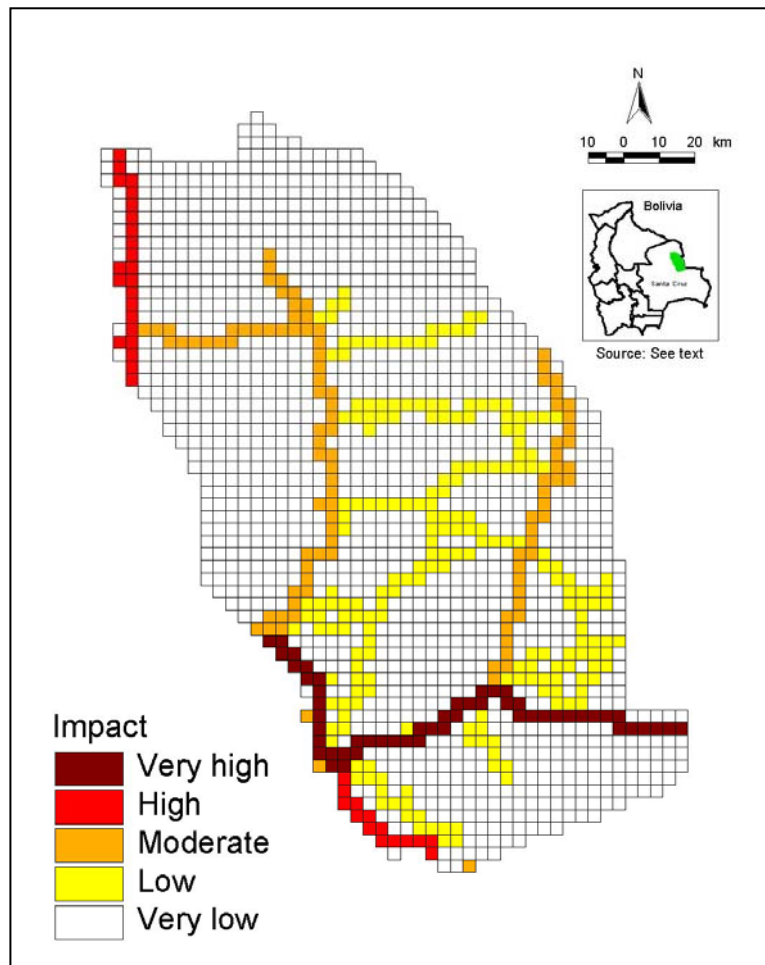 N
10 0 10 20 km
Bolivia
Santa Cruz
Source: See text
Impact
Very high
High
Moderate
Low
Very low